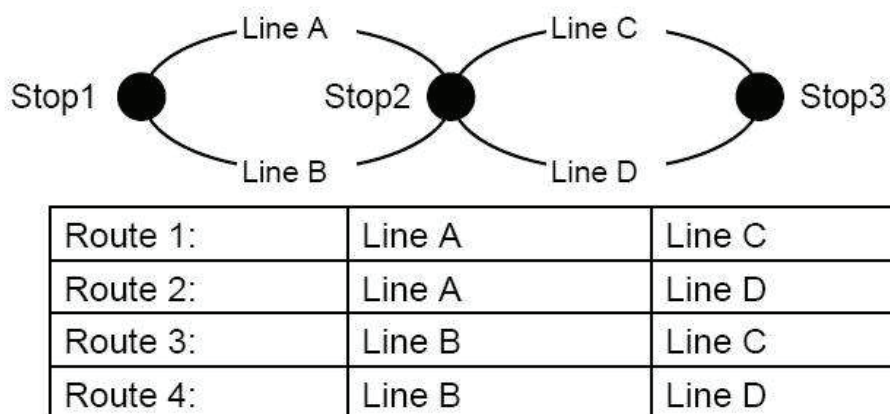 Line A Line C
Stop1 Stop2 Stop3
Line B Line D
Route 1: Line A Line C
Route 2: Line A Line D
Route 3: Line B Line C
Route 4: Line B Line D